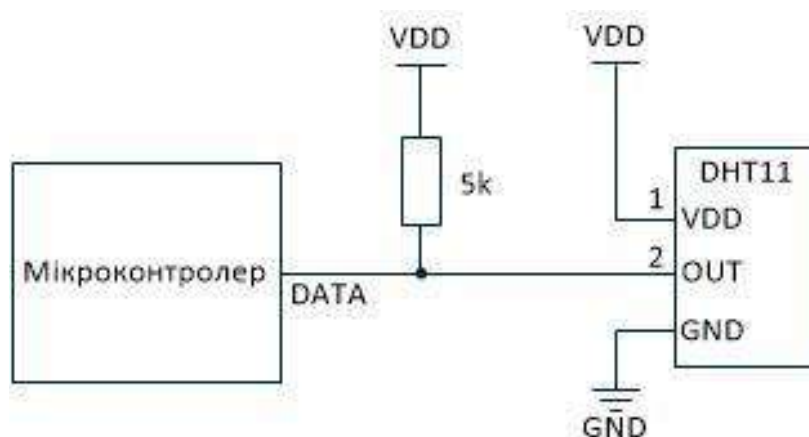 VDD
VDD
5k
DHT11
1
VDD
Мікроконтролер
DATA
2
OUT
GND
GND